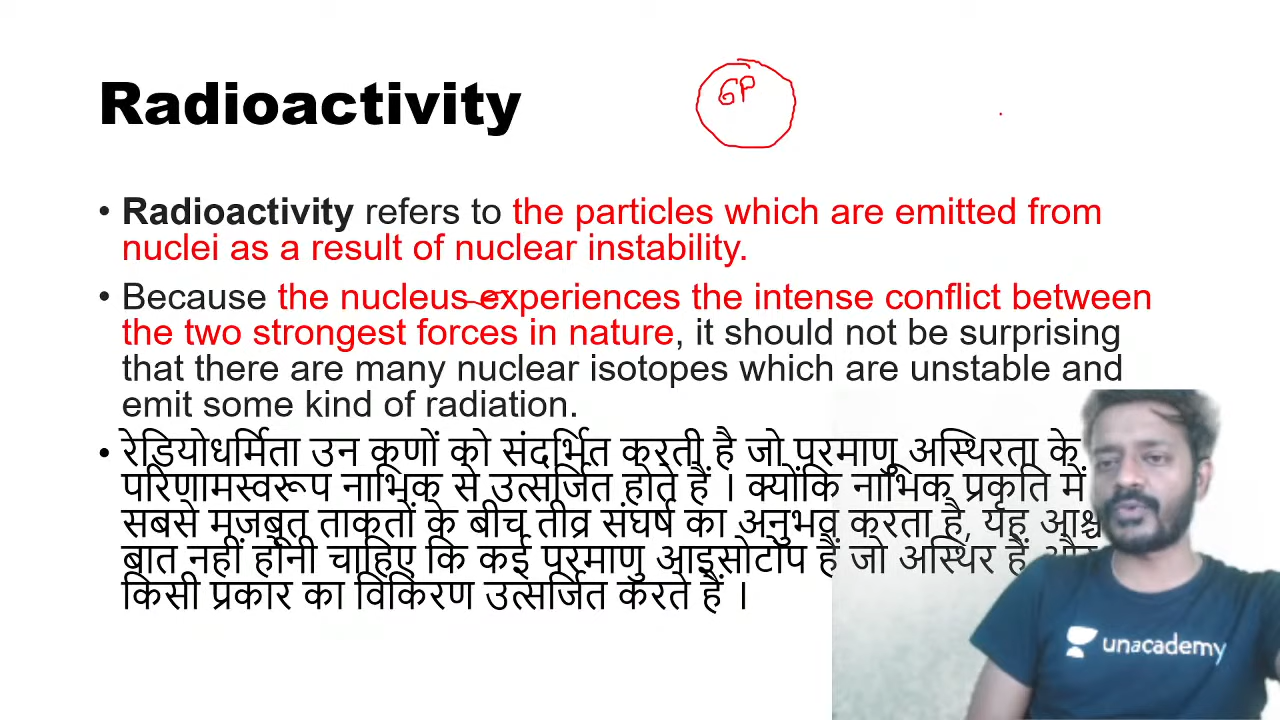 Radioactivity
6P
• Radioactivity refers to the particles which are emitted from
nuclei as a result of nuclear instability.
• Because the nucleus experiences the intense conflict between
the two strongest forces in nature, it should not be surprising
that there are many nuclear isotopes which are unstable and
emit some kind of radiation.
• रेडियोधर्मिता उन कणों को संदर्भित करती है जो परमाणु अस्थिरता के
परिणामस्वरूप नाभिक से उत्सर्जित होते हैं । क्योंकि नाभिक प्रकृति में
सबसे मजबूत ताकतों के बीच तीव्र संघर्ष का अनुभव करता है, यह आश्च
बात नहीं होनी चाहिए कि कई परमाणु आइसोटोप हैं जो अस्थिर हैं और
किसी प्रकार का विकिरण उत्सर्जित करते हैं ।
unacademy